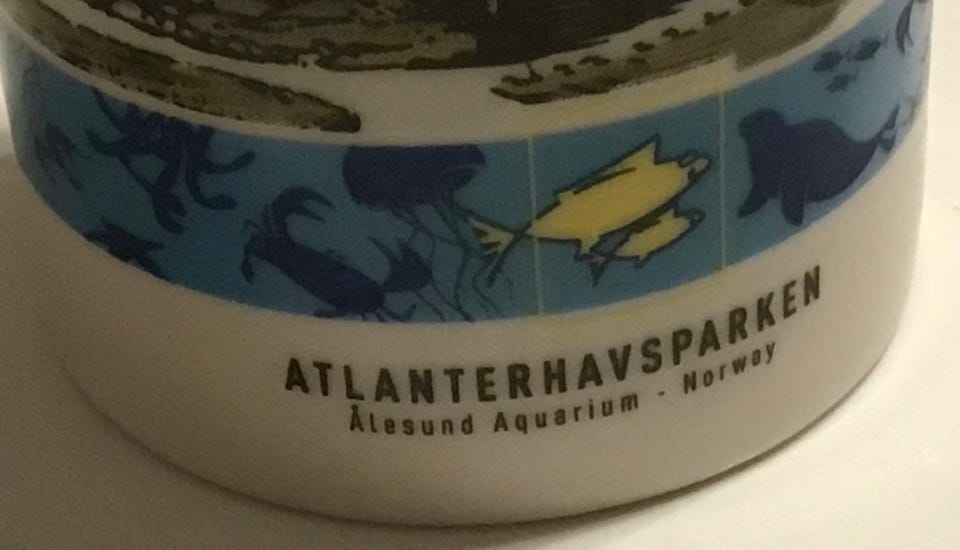 ATLANTERHAVSPARKEN
Ålesund Aquarium - Norway